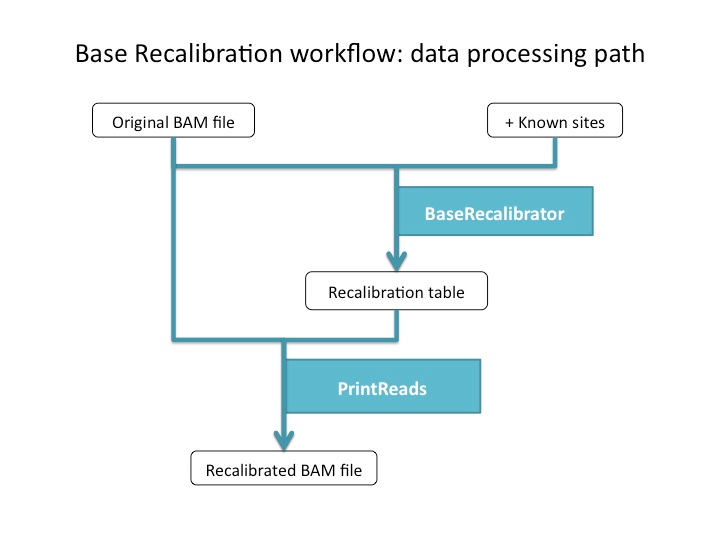 Base Recalibration workflow: data processing path
Original BAM file
+ Known sites
BaseRecalibrator
Recalibration table
PrintReads
Recalibrated BAM file